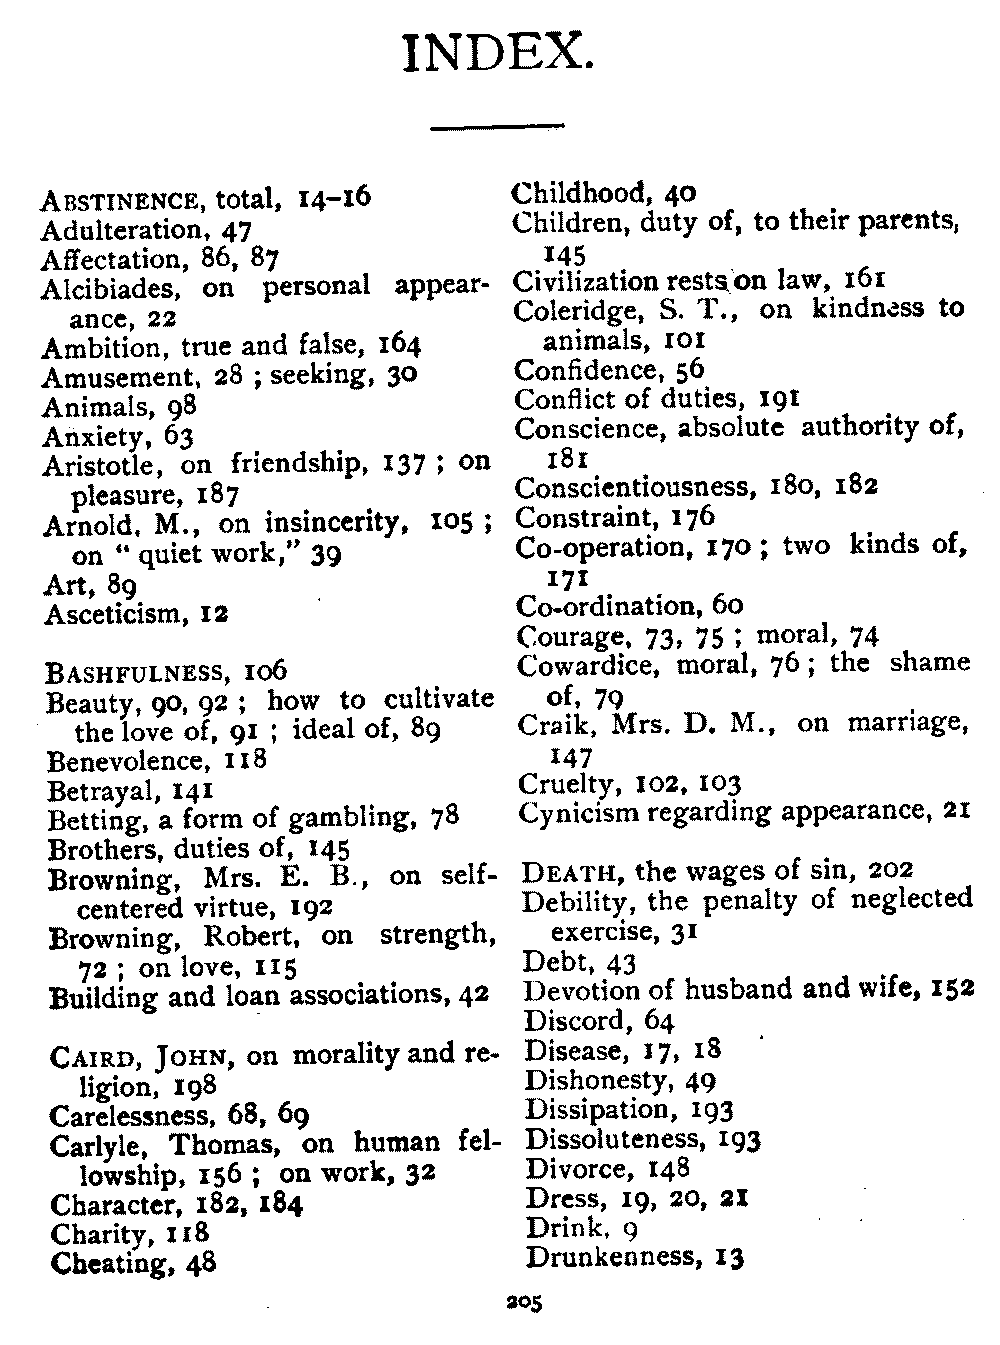 INDEX.
ABSTINENCE, total, 14–16
Adulteration, 47
Affectation, 86, 87
Alcibiades, on personal appear-
ance, 22
Ambition, true and false, 164
Amusement, 28 ; seeking, 30
Animals, 98
Anxiety, 63
Aristotle, on friendship, 137 ; on
pleasure, 187
Arnold, M., on insincerity, 105 ;
on “ quiet work,” 39
Art, 89
Asceticism, 12
BASHFULNESS, 106
Beauty, 90, 92 ; how to cultivate
the love of, 91 ; ideal of, 89
Benevolence, 118
Betrayal, 141
Betting, a form of gambling, 78
Brothers, duties of, 145
Browning, Mrs. E. B., on self-
centered virtue, 192
Browning, Robert, on strength,
72 ; on love, 115
Building and loan associations, 42
CAIRD, JOHN, on morality and re-
ligion, 198
Carelessness, 68, 69
Carlyle, Thomas, on human fel-
lowship, 156 ; on work, 32
Character, 182, 184
Charity, 118
Cheating, 48
Childhood, 40
Children, duty of, to their parents,
145
Civilization rests on law, 161
Coleridge, S. T., on kindness to
animals, 101
Confidence, 56
Conflict of duties, 191
Conscience, absolute authority of,
181
Conscientiousness, 180, 182
Constraint, 176
Co-operation, 170 ; two kinds of,
171
Co-ordination, 60
Courage, 73, 75 ; moral, 74
Cowardice, moral, 76 ; the shame
of, 79
Craik, Mrs. D. M., on marriage,
147
Cruelty, 102, 103
Cynicism regarding appearance, 21
DEATH, the wages of sin, 202
Debility, the penalty of neglected
exercise, 31
Debt, 43
Devotion of husband and wife, 152
Discord, 64
Disease, 17, 18
Dishonesty, 49
Dissipation, 193
Dissoluteness, 193
Divorce, 148
Dress, 19, 20, 21
Drink, 9
Drunkenness, 13
205